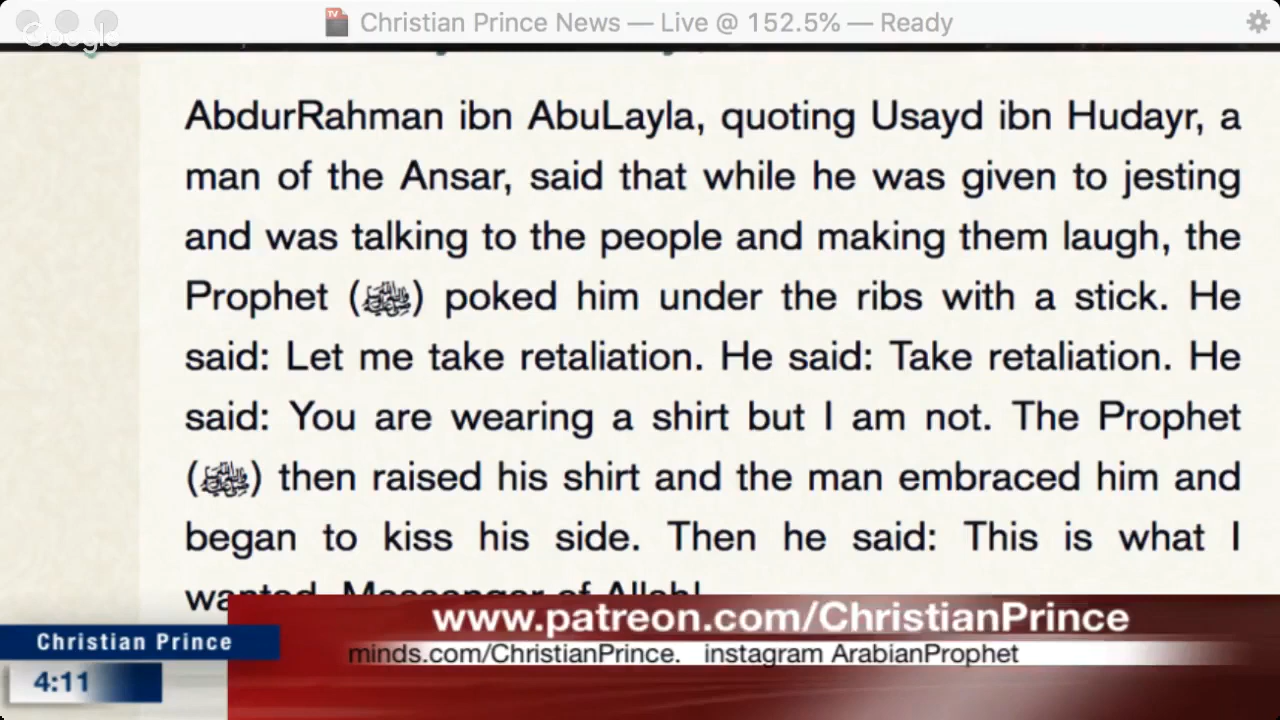 Christian Prince News — Live @ 152.5% — Ready
Google
AbdurRahman ibn AbuLayla, quoting Usayd ibn Hudayr, a
man of the Ansar, said that while he was given to jesting
and was talking to the people and making them laugh, the
Prophet (ﷺ) poked him under the ribs with a stick. He
said: Let me take retaliation. He said: Take retaliation. He
said: You are wearing a shirt but I am not. The Prophet
(ﷺ) then raised his shirt and the man embraced him and
began to kiss his side. Then he said: This is what I
wanted, Messenger of Allah!
www.patreon.com/ChristianPrince
Christian Prince
minds.com/ChristianPrince. instagram ArabianProphet
4:11